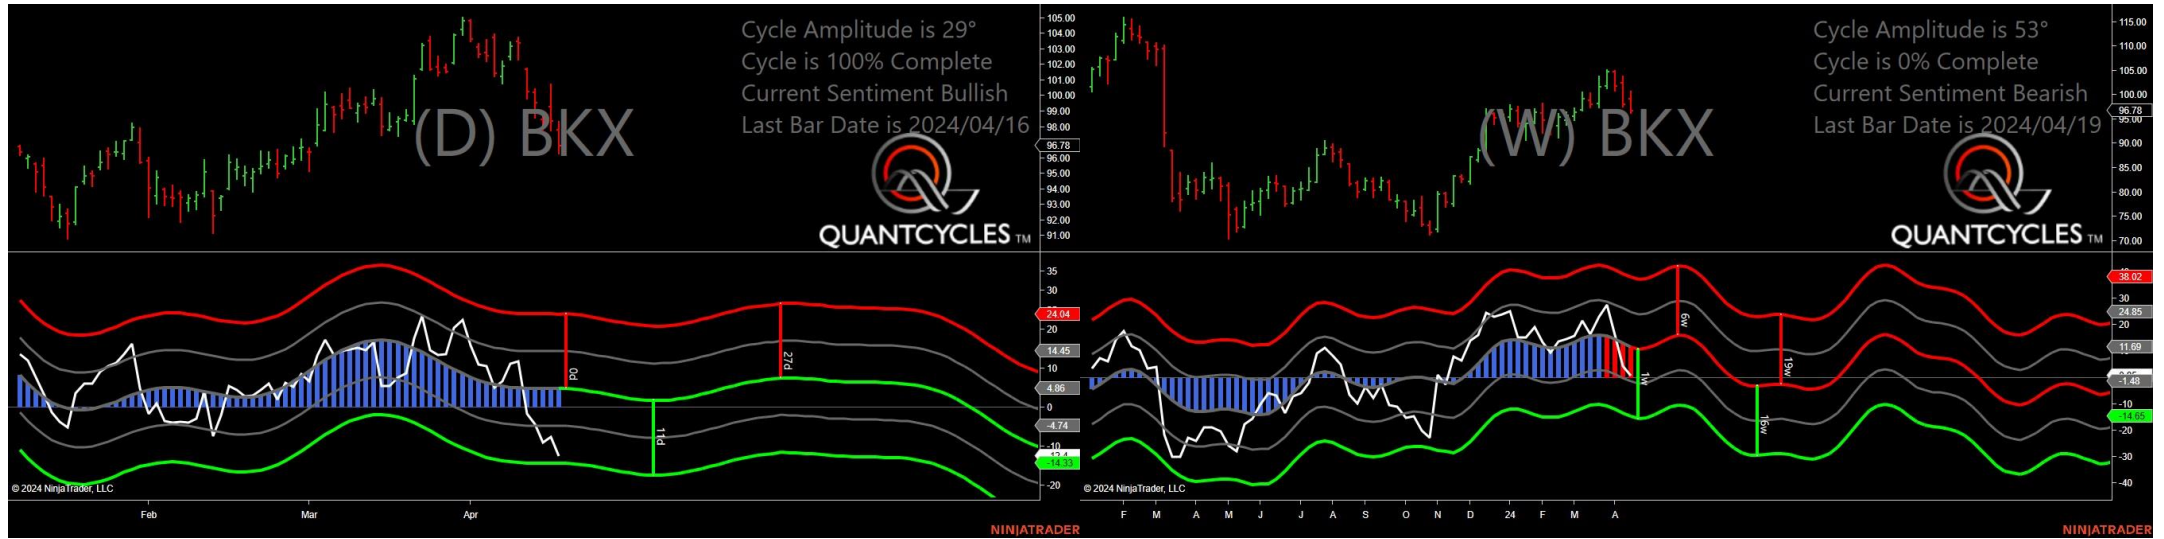 Cycle Amplitude is 29°
Cycle is 100% Complete
Current Sentiment Bullish
Last Bar Date is 2024/04/16
(D) BKX
QUANTCYCLES TM
105.00
104.00
103.00
102.00
101.00
100.00
99.00
98.00
96.78
96.00
95.00
94.00
93.00
92.00
91.00
0d
11d
27d
35
30
24.04
20
14.45
10
4.86
0
-4.74
-10
-14.33
-20
© 2024 NinjaTrader, LLC
Feb Mar Apr
NINJATRADER
Cycle Amplitude is 53°
Cycle is 0% Complete
Current Sentiment Bearish
Last Bar Date is 2024/04/19
(W) BKX
QUANTCYCLES TM
115.00
110.00
105.00
100.00
96.78
95.00
90.00
85.00
80.00
75.00
70.00
1w
6w
16w
19w
38.02
30
24.85
20
11.69
-1.48
-10
-14.65
-20
-30
-40
© 2024 NinjaTrader, LLC
F M A M J J A S O N D 24 F M A
NINJATRADER